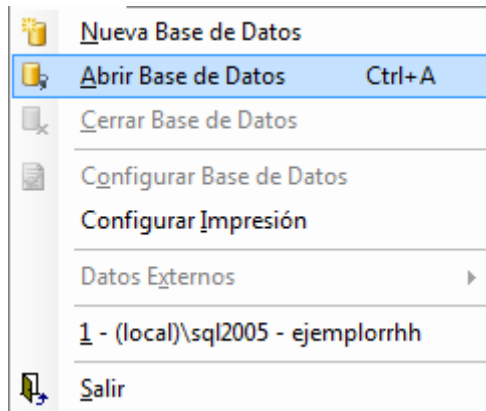 Nueva Base de Datos
Abrir Base de Datos Ctrl+A
Cerrar Base de Datos
Configurar Base de Datos
Configurar Impresión
Datos Externos
1 - (local)\sql2005 - ejemplorrhh
Salir